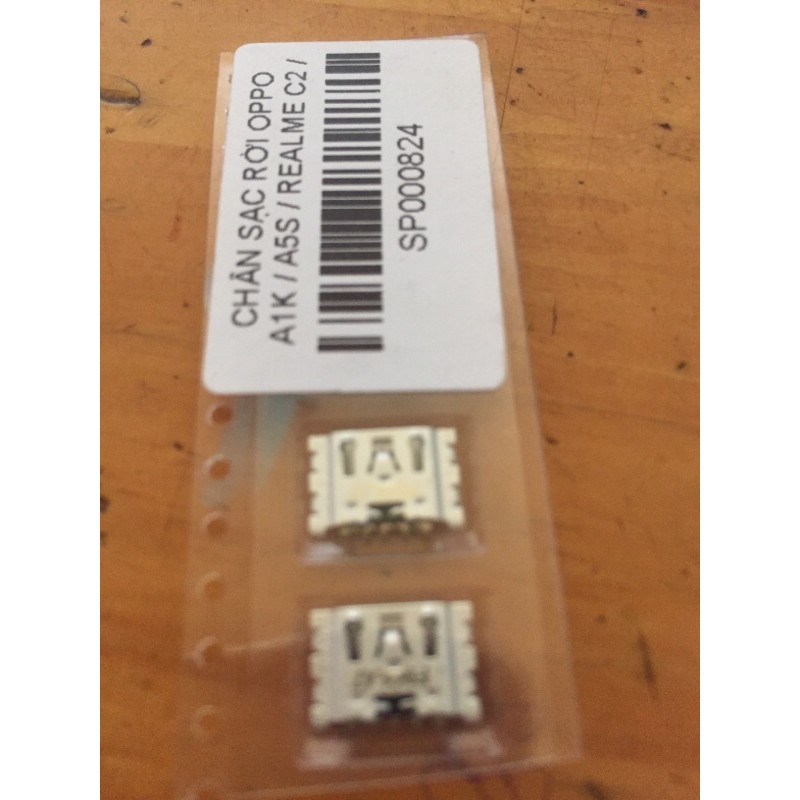 CHÂN SẠC RỜI OPPO
A1K / A5S / REALME C2 /
SP000824